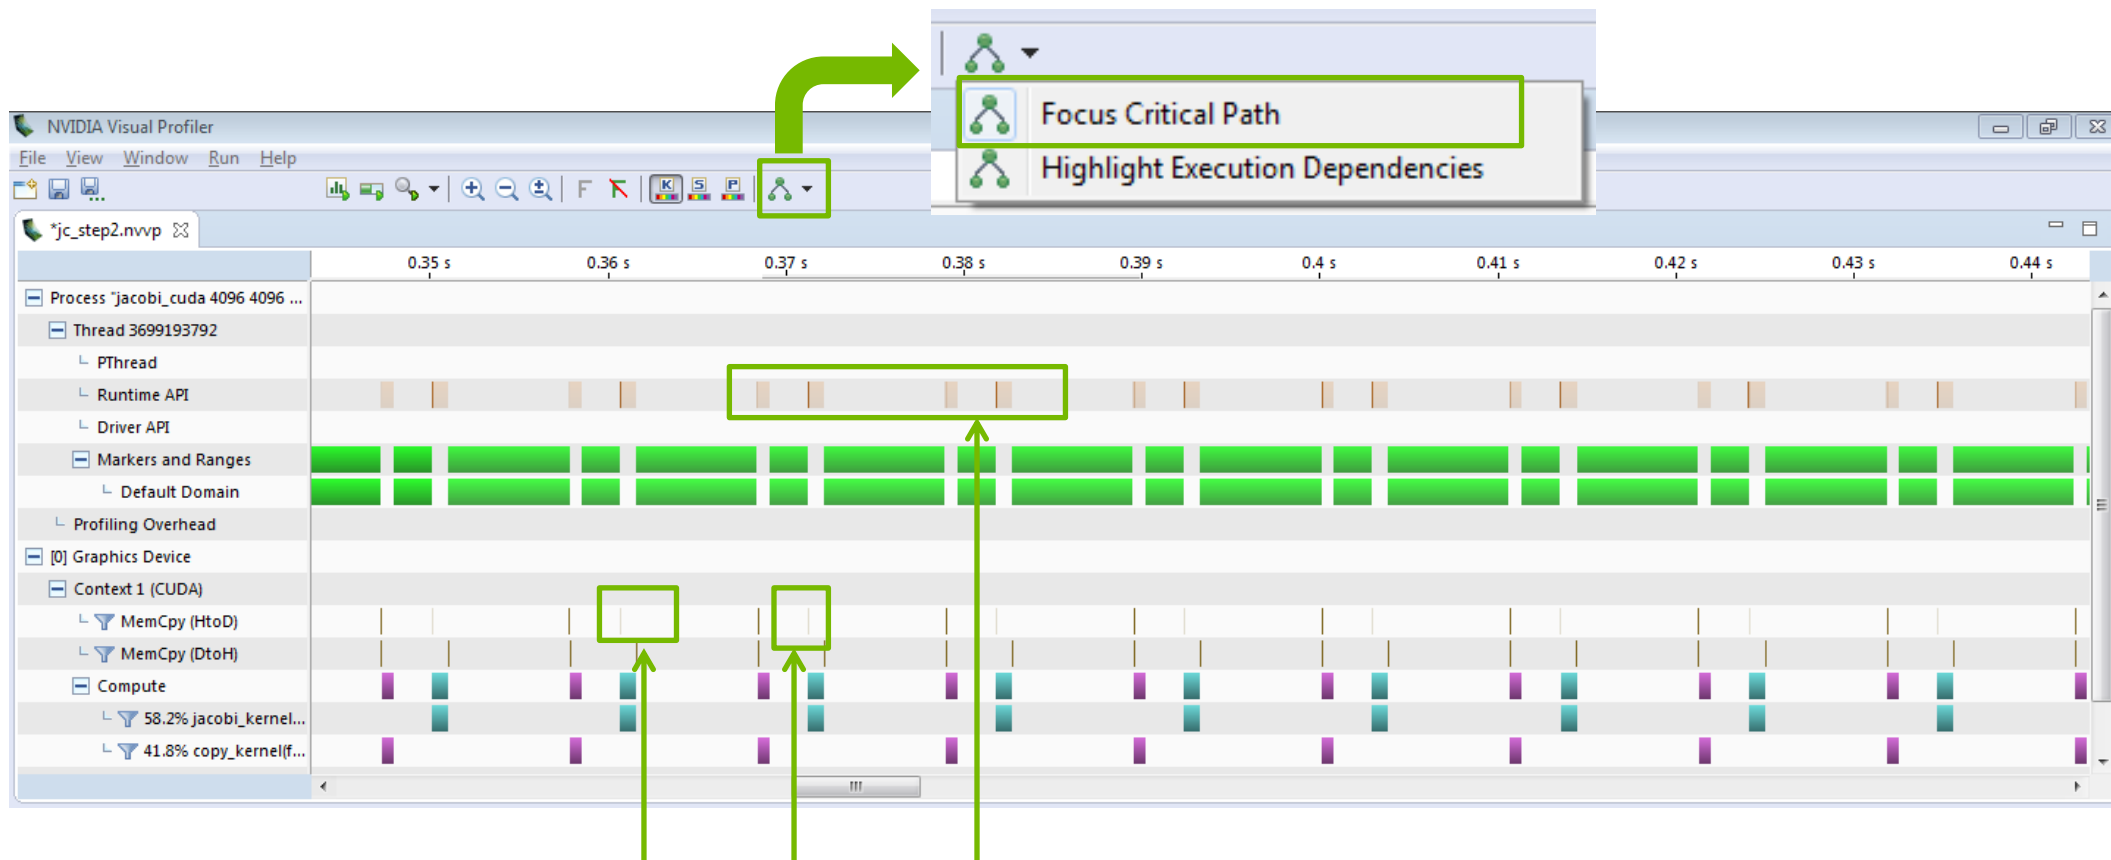 Focus Critical Path
Highlight Execution Dependencies
NVIDIA Visual Profiler
File View Window Run Help
F K S P
*jc_step2.nvvp
0.35 s 0.36 s 0.37 s 0.38 s 0.39 s 0.4 s 0.41 s 0.42 s 0.43 s 0.44 s
Process "jacobi_cuda 4096 4096 ...
Thread 3699193792
PThread
Runtime API
Driver API
Markers and Ranges
Default Domain
Profiling Overhead
[0] Graphics Device
Context 1 (CUDA)
MemCpy (HtoD)
MemCpy (DtoH)
Compute
58.2% jacobi_kernel...
41.8% copy_kernel(f...